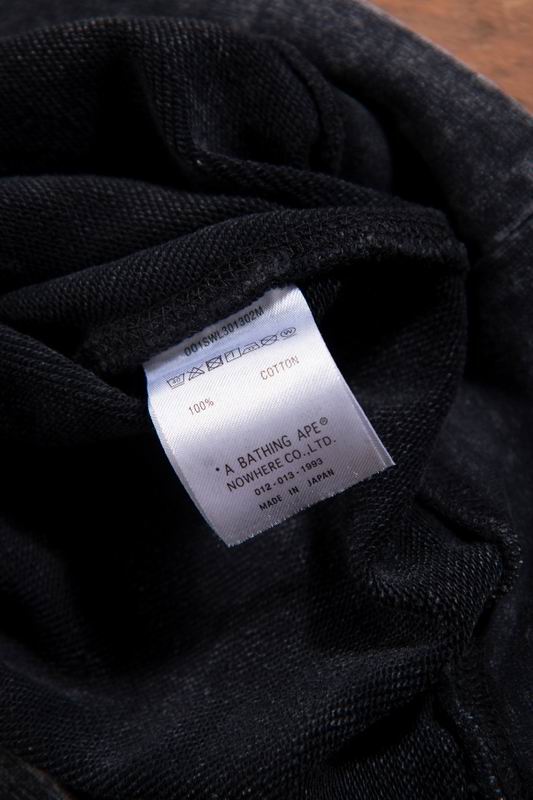 001SWL301302M
100% COTTON
A BATHING APE®
NOWHERE CO.,LTD.
012-013-1993
MADE IN JAPAN